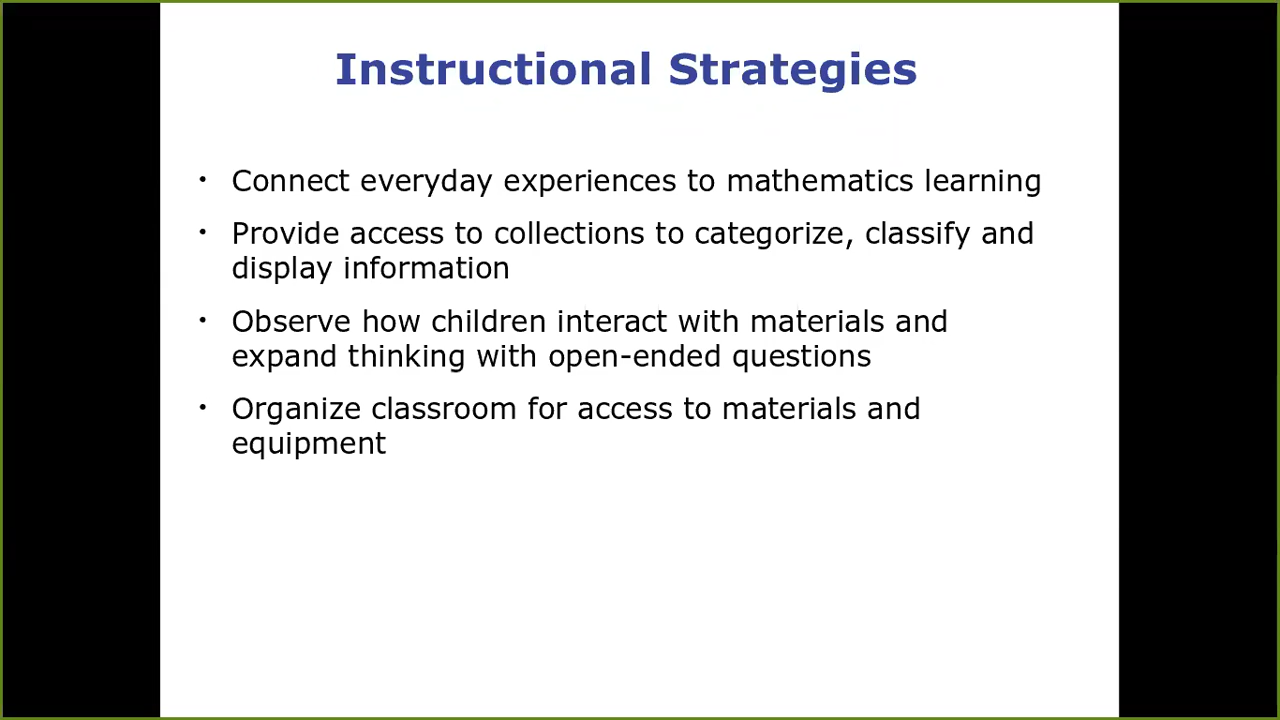 Instructional Strategies
• Connect everyday experiences to mathematics learning
• Provide access to collections to categorize, classify and
display information
• Observe how children interact with materials and
expand thinking with open-ended questions
• Organize classroom for access to materials and
equipment